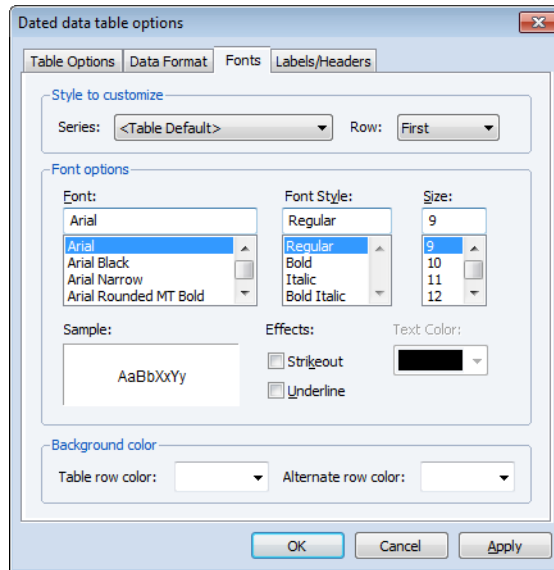 Dated data table options
Table Options Data Format Fonts Labels/Headers
Style to customize
Series: <Table Default> Row: First
Font options
Font: Font Style: Size:
Arial Regular 9
Arial Regular 9
Arial Black Bold 10
Arial Narrow Italic 11
Arial Rounded MT Bold Bold Italic 12
Sample: Effects: Text Color:
AaBbXxYy Strikeout
Underline
Background color
Table row color: Alternate row color:
OK Cancel Apply